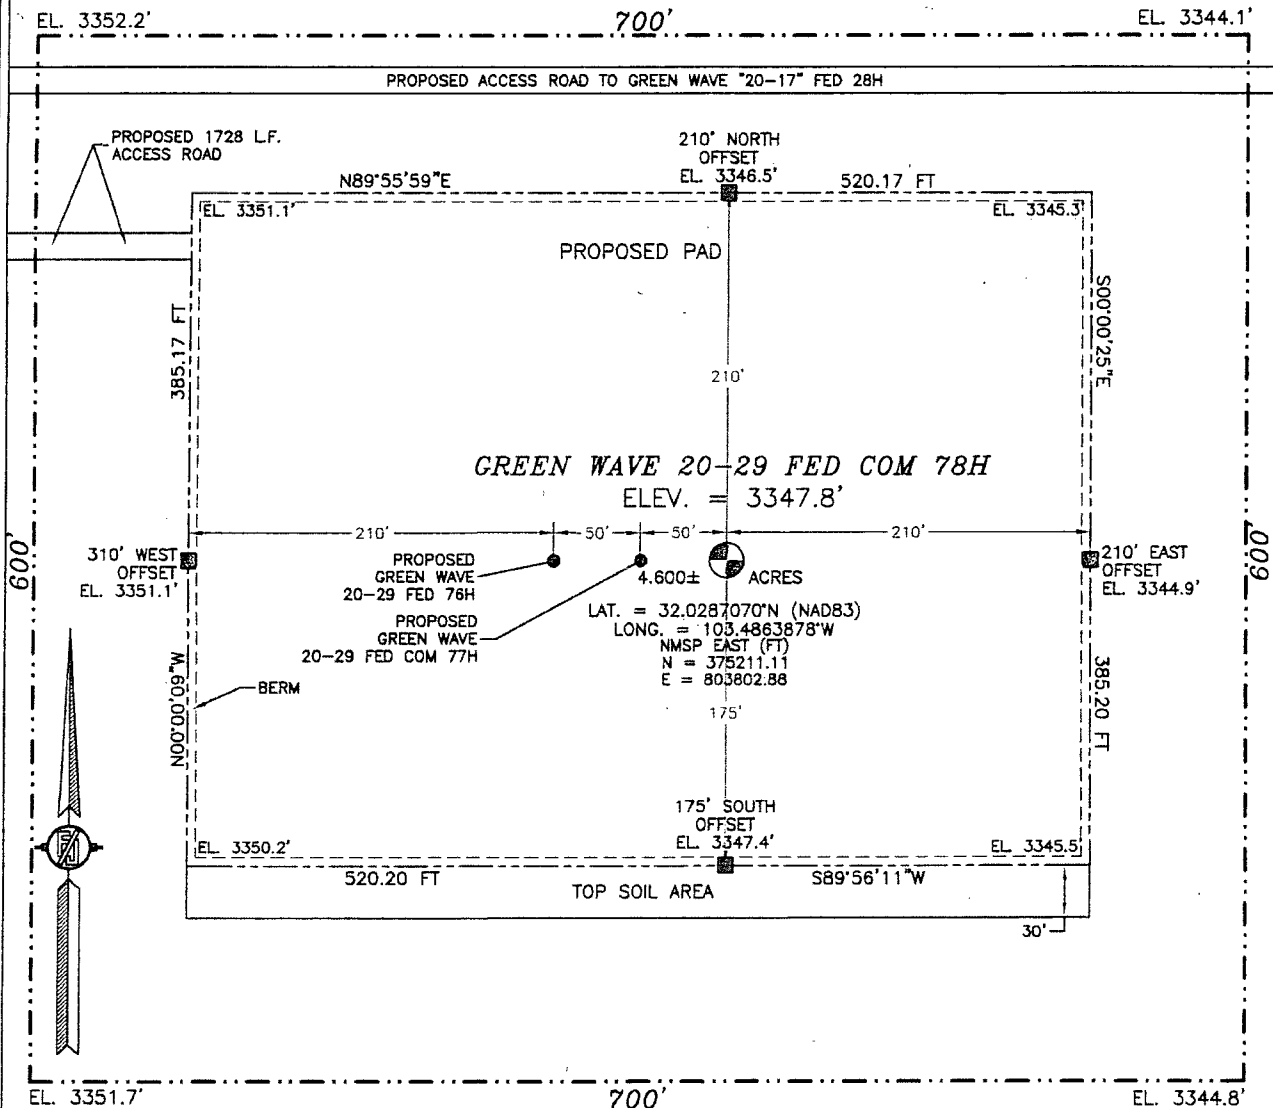 EL. 3352.2'
700'
EL. 3344.1'
PROPOSED ACCESS ROAD TO GREEN WAVE "20-17" FED 28H
PROPOSED 1728 L.F.
ACCESS ROAD
210' NORTH
OFFSET
EL. 3346.5'
N89°55'59"E
520.17 FT
EL. 3351.1'
EL. 3345.3'
PROPOSED PAD
385.17 FT
S00°00'25"E
210'
GREEN WAVE 20-29 FED COM 78H
ELEV. = 3347.8'
210'
50'
50'
210'
600'
310' WEST
OFFSET
EL. 3351.1'
PROPOSED
GREEN WAVE
20-29 FED 76H
4.600± ACRES
210' EAST
OFFSET
EL. 3344.9'
600'
PROPOSED
GREEN WAVE
20-29 FED COM 77H
LAT. = 32.0287070°N (NAD83)
LONG. = 103.4863878°W
NMSP EAST (FT)
N = 375211.11
E = 803802.88
N00°00'09"W
BERM
175'
385.20 FT
175' SOUTH
OFFSET
EL. 3347.4'
EL. 3350.2'
EL. 3345.5'
520.20 FT
S89°56'11"W
TOP SOIL AREA
30'
EL. 3351.7'
700'
EL. 3344.8'